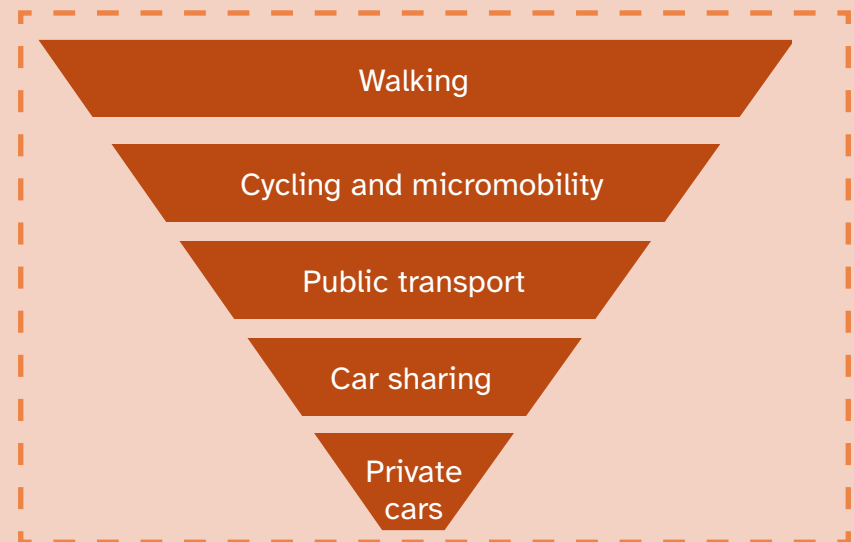 Walking
Cycling and micromobility
Public transport
Car sharing
Private
cars